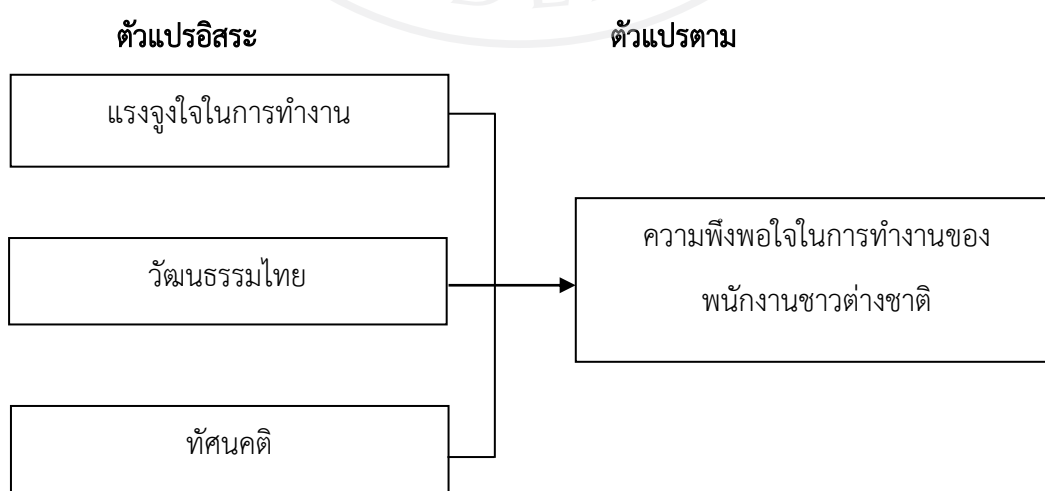 ตัวแปรอิสระ
ตัวแปรตาม
แรงจูงใจในการทำงาน
วัฒนธรรมไทย
ทัศนคติ
ความพึงพอใจในการทำงานของ
พนักงานชาวต่างชาติ